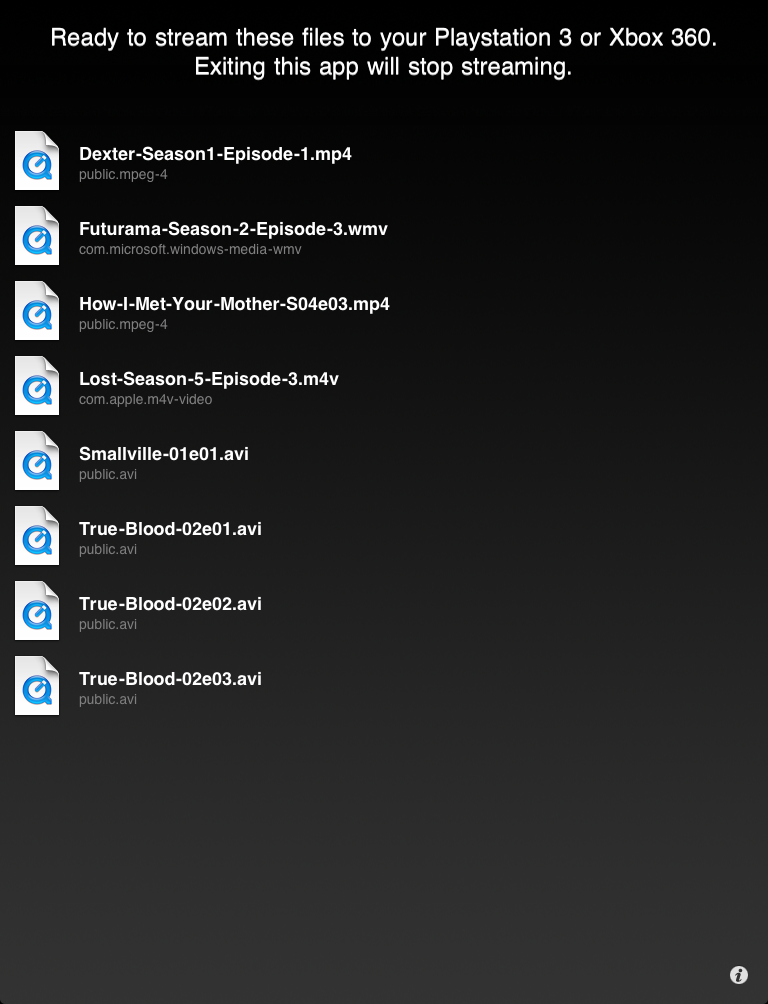 Ready to stream these files to your Playstation 3 or Xbox 360.
Exiting this app will stop streaming.
Dexter-Season1-Episode-1.mp4
public.mpeg-4
Futurama-Season-2-Episode-3.wmv
com.microsoft.windows-media-wmv
How-I-Met-Your-Mother-S04e03.mp4
public.mpeg-4
Lost-Season-5-Episode-3.m4v
com.apple.m4v-video
Smallville-01e01.avi
public.avi
True-Blood-02e01.avi
public.avi
True-Blood-02e02.avi
public.avi
True-Blood-02e03.avi
public.avi
i